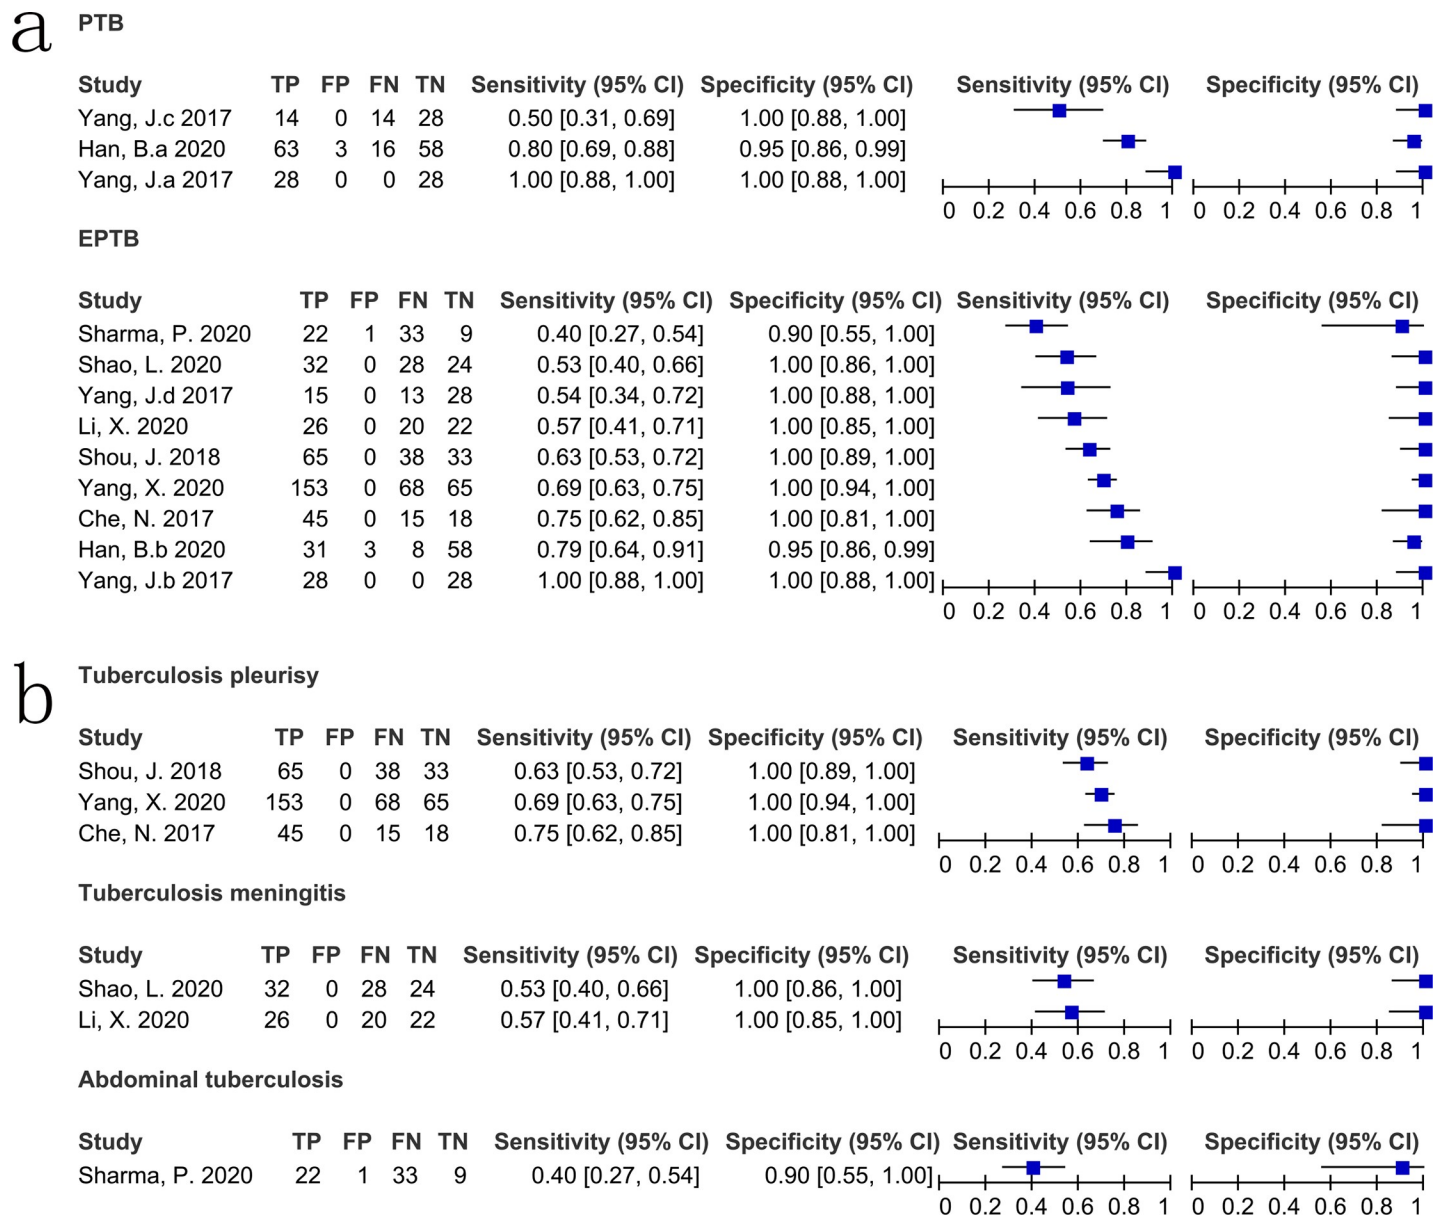 a PTB
Study TP FP FN TN Sensitivity (95% CI) Specificity (95% CI) Sensitivity (95% CI) Specificity (95% CI)
Yang, J.c 2017 14 0 14 28 0.50 [0.31, 0.69] 1.00 [0.88, 1.00]
Han, B.a 2020 63 3 16 58 0.80 [0.69, 0.88] 0.95 [0.86, 0.99]
Yang, J.a 2017 28 0 0 28 1.00 [0.88, 1.00] 1.00 [0.88, 1.00]
0 0.2 0.4 0.6 0.8 1 0 0.2 0.4 0.6 0.8 1
EPTB
Study TP FP FN TN Sensitivity (95% CI) Specificity (95% CI) Sensitivity (95% CI) Specificity (95% CI)
Sharma, P. 2020 22 1 33 9 0.40 [0.27, 0.54] 0.90 [0.55, 1.00]
Shao, L. 2020 32 0 28 24 0.53 [0.40, 0.66] 1.00 [0.86, 1.00]
Yang, J.d 2017 15 0 13 28 0.54 [0.34, 0.72] 1.00 [0.88, 1.00]
Li, X. 2020 26 0 20 22 0.57 [0.41, 0.71] 1.00 [0.85, 1.00]
Shou, J. 2018 65 0 38 33 0.63 [0.53, 0.72] 1.00 [0.89, 1.00]
Yang, X. 2020 153 0 68 65 0.69 [0.63, 0.75] 1.00 [0.94, 1.00]
Che, N. 2017 45 0 15 18 0.75 [0.62, 0.85] 1.00 [0.81, 1.00]
Han, B.b 2020 31 3 8 58 0.79 [0.64, 0.91] 0.95 [0.86, 0.99]
Yang, J.b 2017 28 0 0 28 1.00 [0.88, 1.00] 1.00 [0.88, 1.00]
0 0.2 0.4 0.6 0.8 1 0 0.2 0.4 0.6 0.8 1
b Tuberculosis pleurisy
Study TP FP FN TN Sensitivity (95% CI) Specificity (95% CI) Sensitivity (95% CI) Specificity (95% CI)
Shou, J. 2018 65 0 38 33 0.63 [0.53, 0.72] 1.00 [0.89, 1.00]
Yang, X. 2020 153 0 68 65 0.69 [0.63, 0.75] 1.00 [0.94, 1.00]
Che, N. 2017 45 0 15 18 0.75 [0.62, 0.85] 1.00 [0.81, 1.00]
0 0.2 0.4 0.6 0.8 1 0 0.2 0.4 0.6 0.8 1
Tuberculosis meningitis
Study TP FP FN TN Sensitivity (95% CI) Specificity (95% CI) Sensitivity (95% CI) Specificity (95% CI)
Shao, L. 2020 32 0 28 24 0.53 [0.40, 0.66] 1.00 [0.86, 1.00]
Li, X. 2020 26 0 20 22 0.57 [0.41, 0.71] 1.00 [0.85, 1.00]
0 0.2 0.4 0.6 0.8 1 0 0.2 0.4 0.6 0.8 1
Abdominal tuberculosis
Study TP FP FN TN Sensitivity (95% CI) Specificity (95% CI) Sensitivity (95% CI) Specificity (95% CI)
Sharma, P. 2020 22 1 33 9 0.40 [0.27, 0.54] 0.90 [0.55, 1.00]
0 0.2 0.4 0.6 0.8 1 0 0.2 0.4 0.6 0.8 1